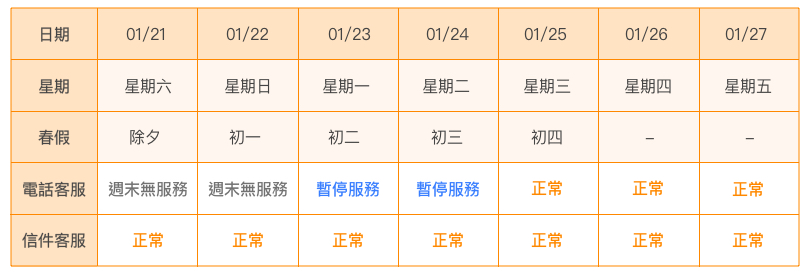 日期 01/21 01/22 01/23 01/24 01/25 01/26 01/27
星期 星期六 星期日 星期一 星期二 星期三 星期四 星期五
春假 除夕 初一 初二 初三 初四 – –
電話客服 週末無服務 週末無服務 暫停服務 暫停服務 正常 正常 正常
信件客服 正常 正常 正常 正常 正常 正常 正常